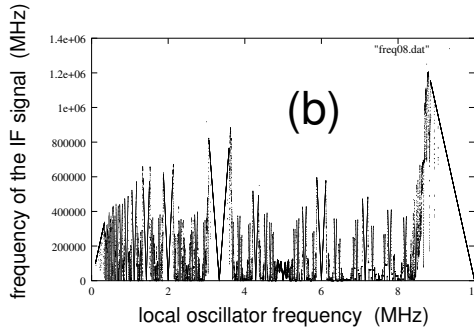 frequency of the IF signal (MHz)
1.4e+06
1.2e+06
1e+06
800000
600000
400000
200000
0
"freq08.dat"
(b)
0
2
4
6
8
10
local oscillator frequency (MHz)